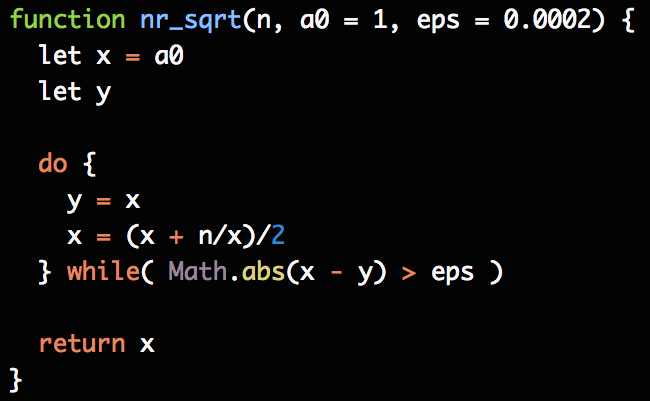 function nr_sqrt(n, a0 = 1, eps = 0.0002) {
  let x = a0
  let y

  do {
    y = x
    x = (x + n/x)/2
  } while( Math.abs(x - y) > eps )

  return x
}